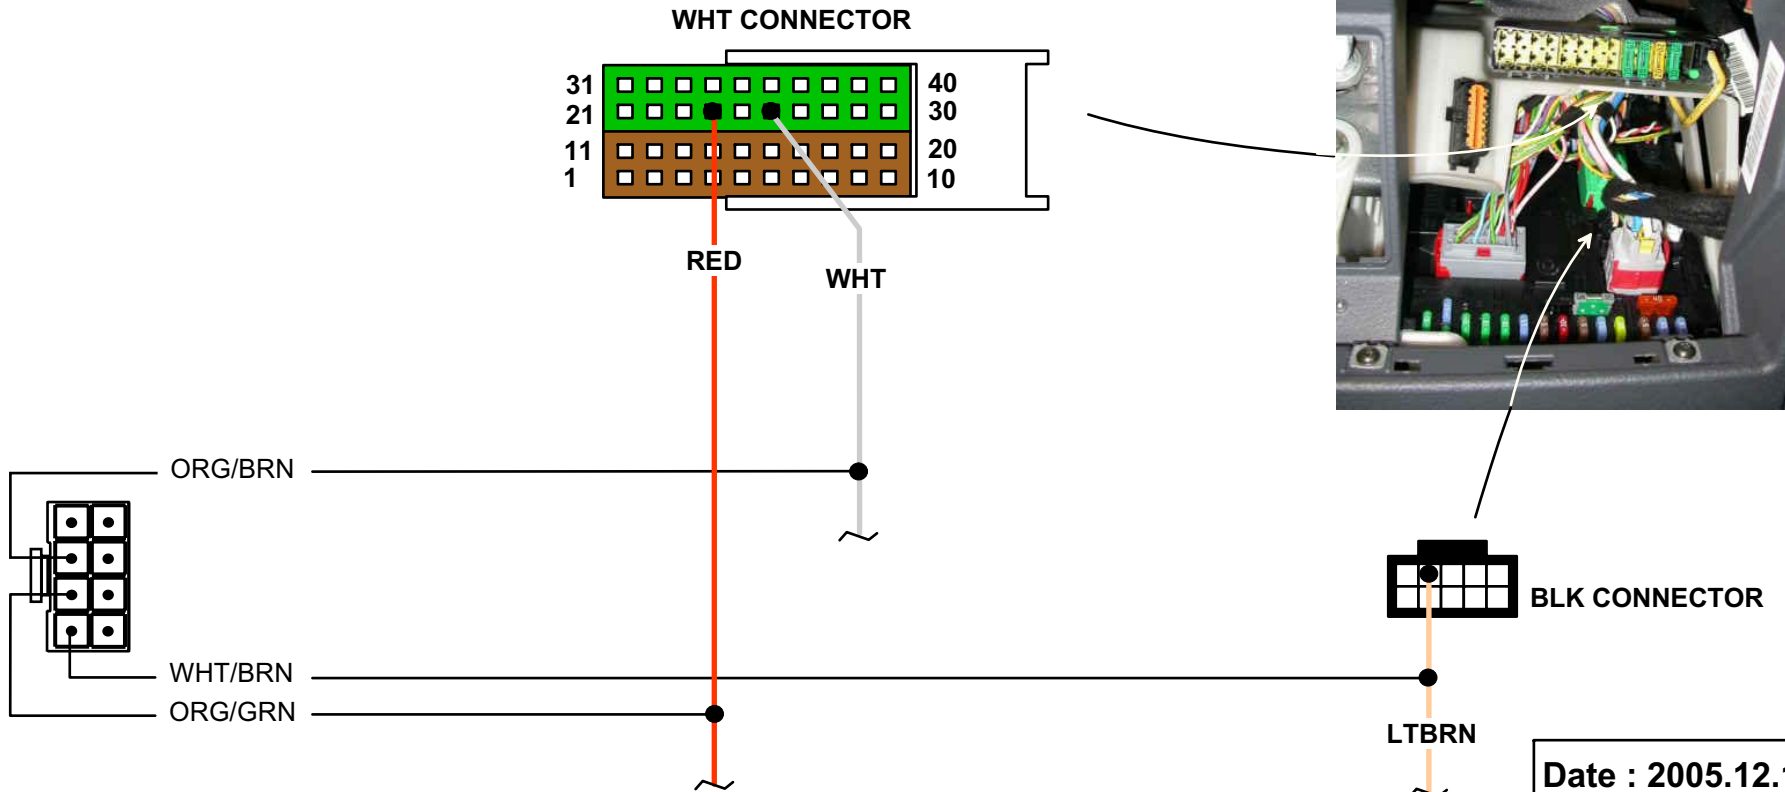 WHT CONNECTOR
31
40
21
30
11
20
1
10
RED
WHT
ORG/BRN
BLK CONNECTOR
WHT/BRN
ORG/GRN
LTBRN
Date : 2005.12.